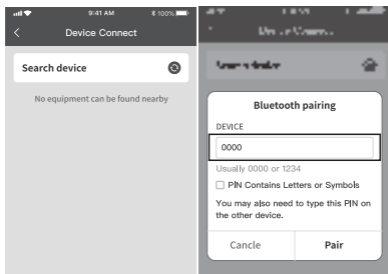 9:41 AM
100%
Device Connect
Search device
No equipment can be found nearby
Bluetooth pairing
DEVICE
0000
Usually 0000 or 1234
PIN Contains Letters or Symbols
You may also need to type this PIN on
the other device.
Cancle
Pair